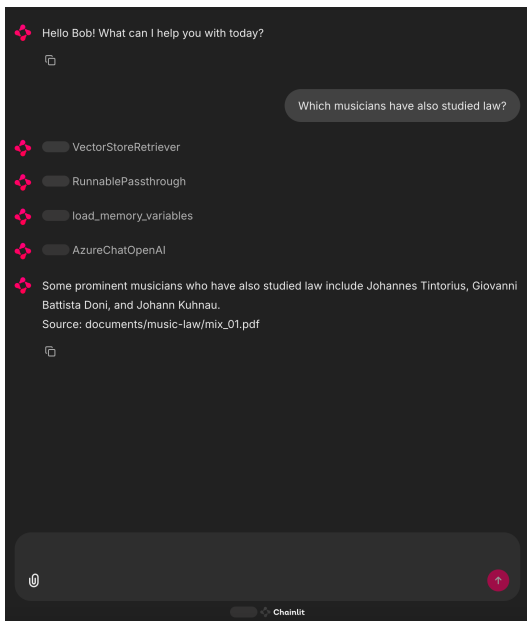 Hello Bob! What can I help you with today?
Which musicians have also studied law?
VectorStoreRetriever
RunnablePassthrough
load_memory_variables
AzureChatOpenAI
Some prominent musicians who have also studied law include Johannes Tintorius, Giovanni
Battista Doni, and Johann Kuhnau.
Source: documents/music-law/mix_01.pdf
Chainlit